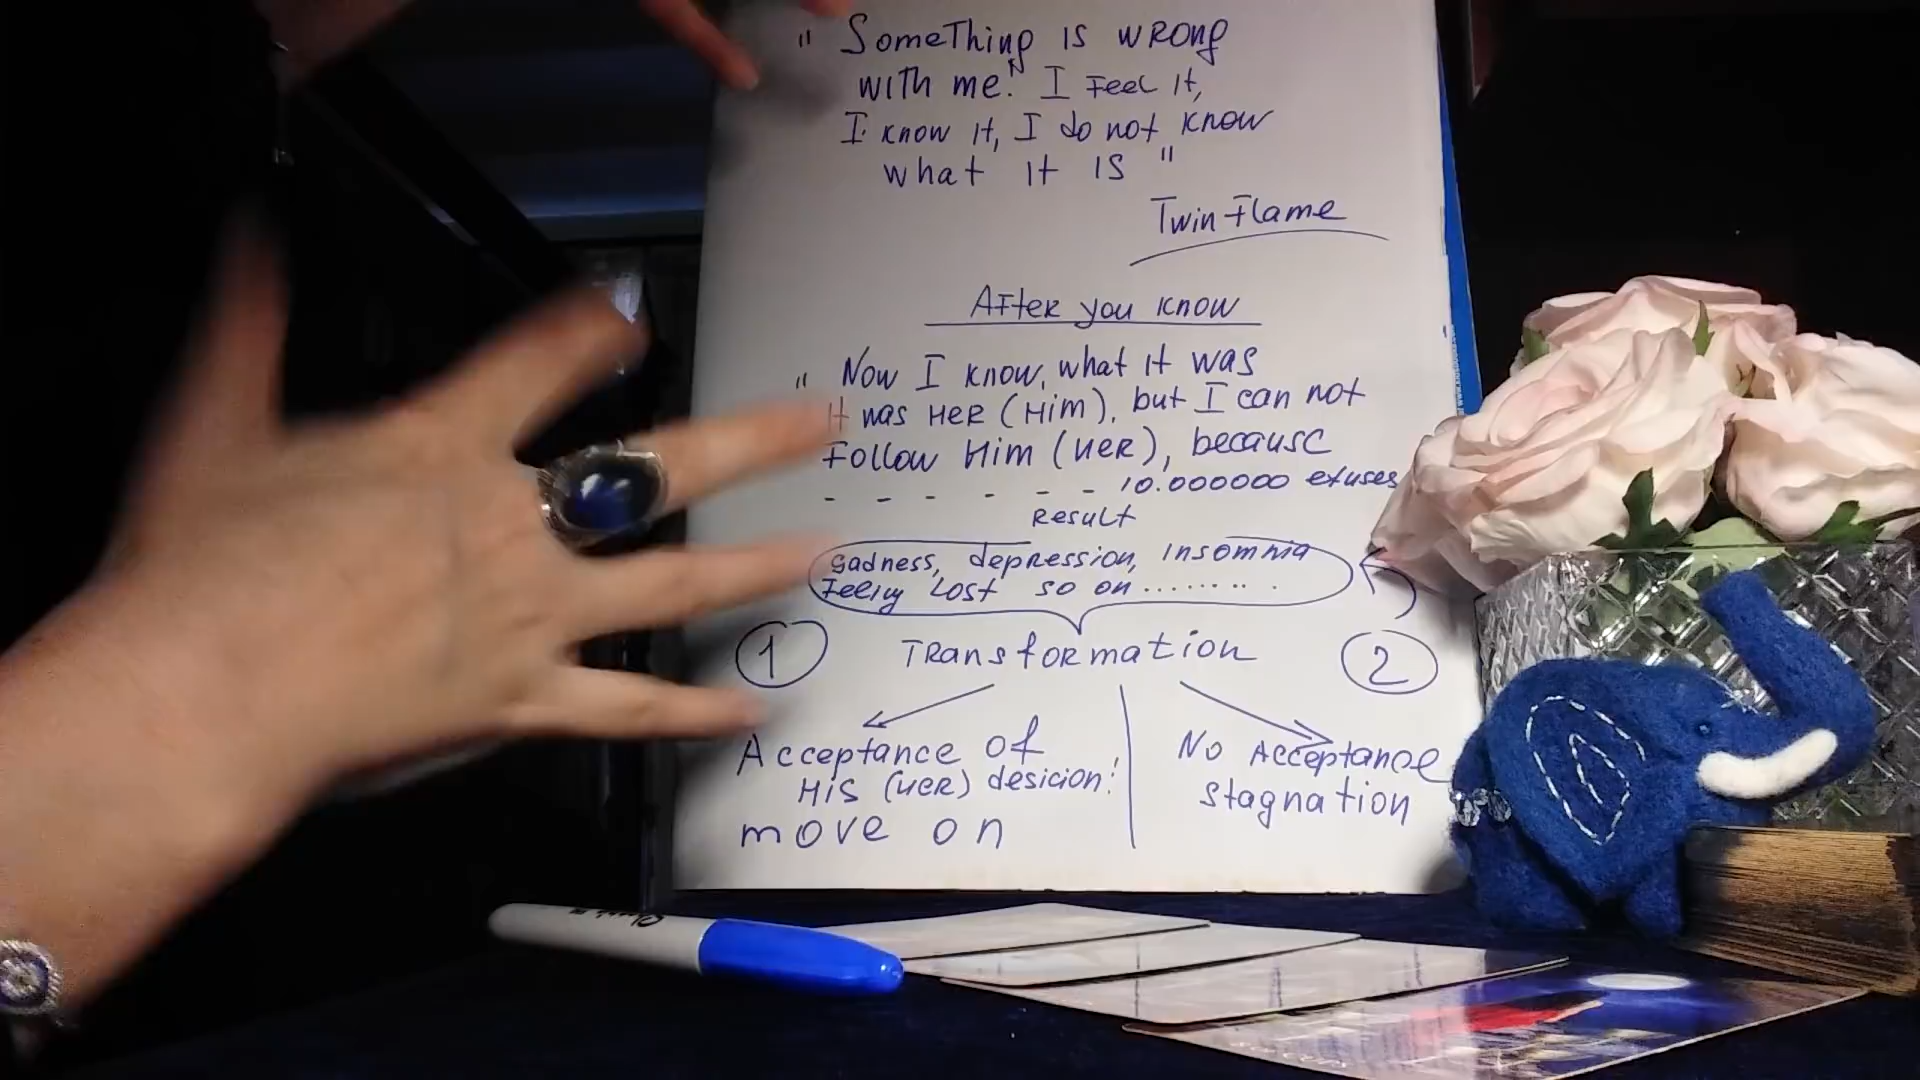 " Something is wrong
with me." I feel it,
I know it, I do not know
what it is "
Twin Flame
After you know
" Now I know, what it was
It was Her (Him), but I can not
Follow Him (Her), because
- - - - - - 10.000000 exuses
Result
sadness, depression, insomnia
Feeling Lost so on .........
1 Transformation 2
Acceptance of
His (Her) desicion!
move on
No Acceptance
stagnation